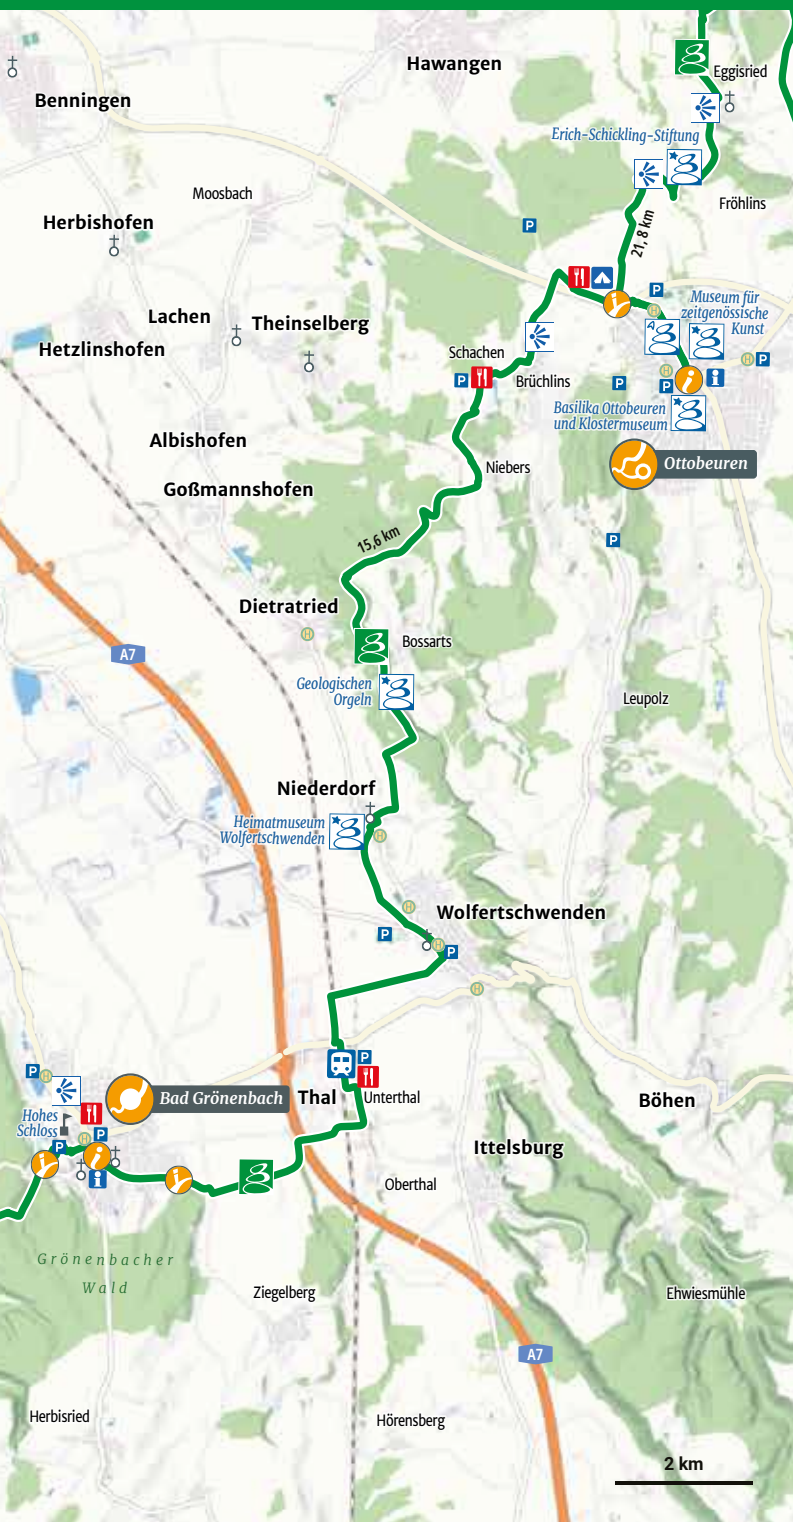 Hawangen
Eggisried
Benningen
Erich-Schickling-Stiftung
Moosbach
Fröhlins
Herbishofen
21,8 km
P
P
Museum für
zeitgenössische
Kunst
Lachen
Theinselberg
Hetzlinshofen
A
Schachen
H
H
P
P
Brüchlins
P
P
H
i
i
Basilika Ottobeuren
und Klostermuseum
Albishofen
Ottobeuren
Niebers
Goßmannshofen
15,6 km
P
Dietratried
H
Bossarts
A7
Geologischen
Orgeln
Leupolz
Niederdorf
Heimatmuseum
Wolfertschwenden
H
H
Wolfertschwenden
P
H
P
H
P
P
H
Bad Grönenbach
Thal
Unterthal
Böhen
Hohes
Schloss
P
H
P
i
i
Ittelsburg
Oberthal
Grönenbacher
Wald
Ziegelberg
Ehwiesmühle
A7
Herbisried
Hörensberg
2 km